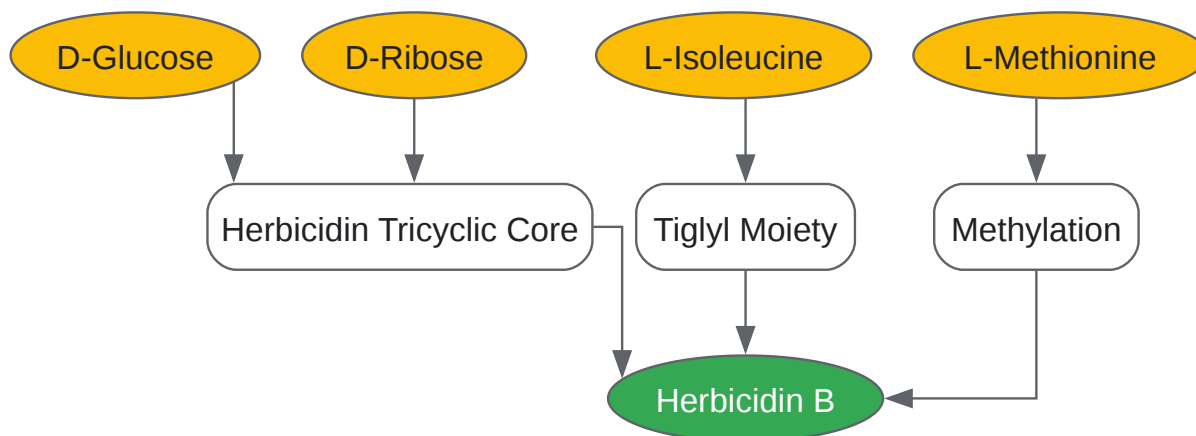 D-Glucose
D-Ribose
L-Isoleucine
L-Methionine
Herbicidin Tricyclic Core
Tiglyl Moiety
Methylation
Herbicidin B